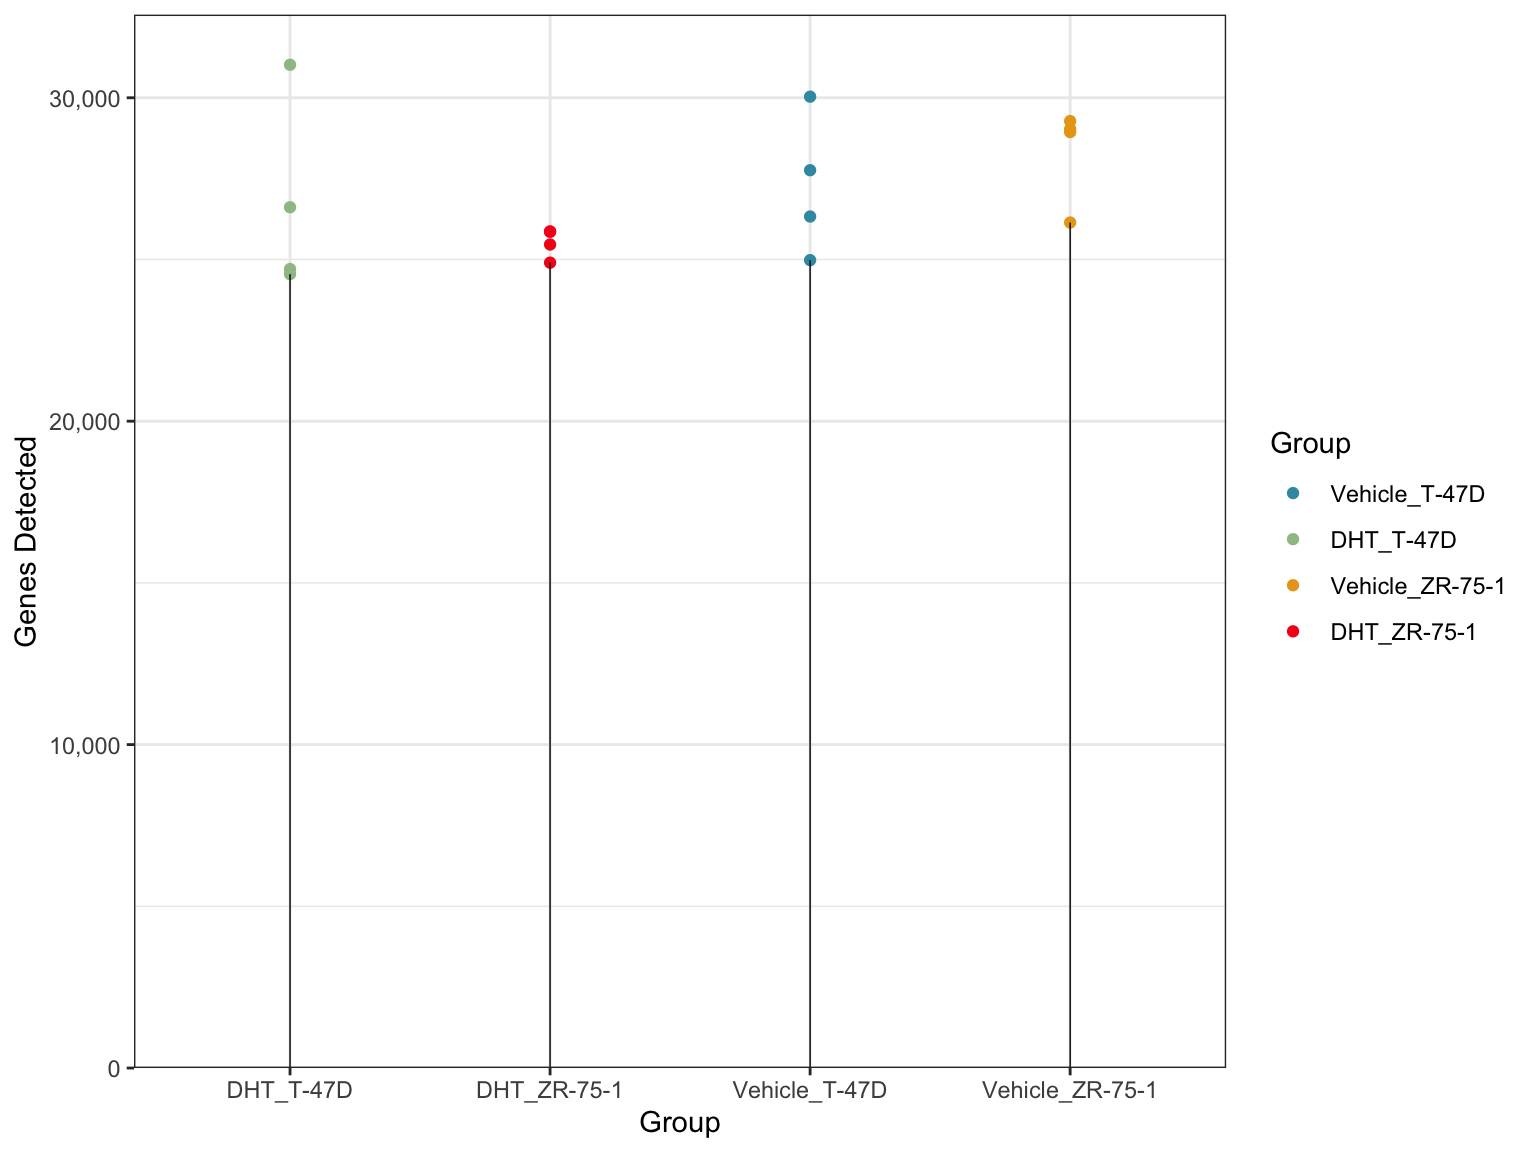 Genes Detected
30,000
20,000
10,000
0
DHT_T-47D
DHT_ZR-75-1
Vehicle_T-47D
Vehicle_ZR-75-1
Group
Group
Vehicle_T-47D
DHT_T-47D
Vehicle_ZR-75-1
DHT_ZR-75-1